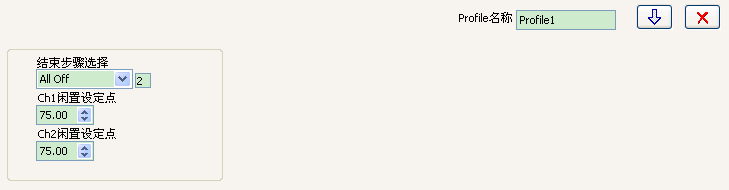 Profile名称 Profile1
结束步骤选择
All Off 2
Ch1闲置设定点
75.00
Ch2闲置设定点
75.00